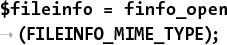 $fileinfo = finfo_open
→ (FILEINFO_MIME_TYPE);